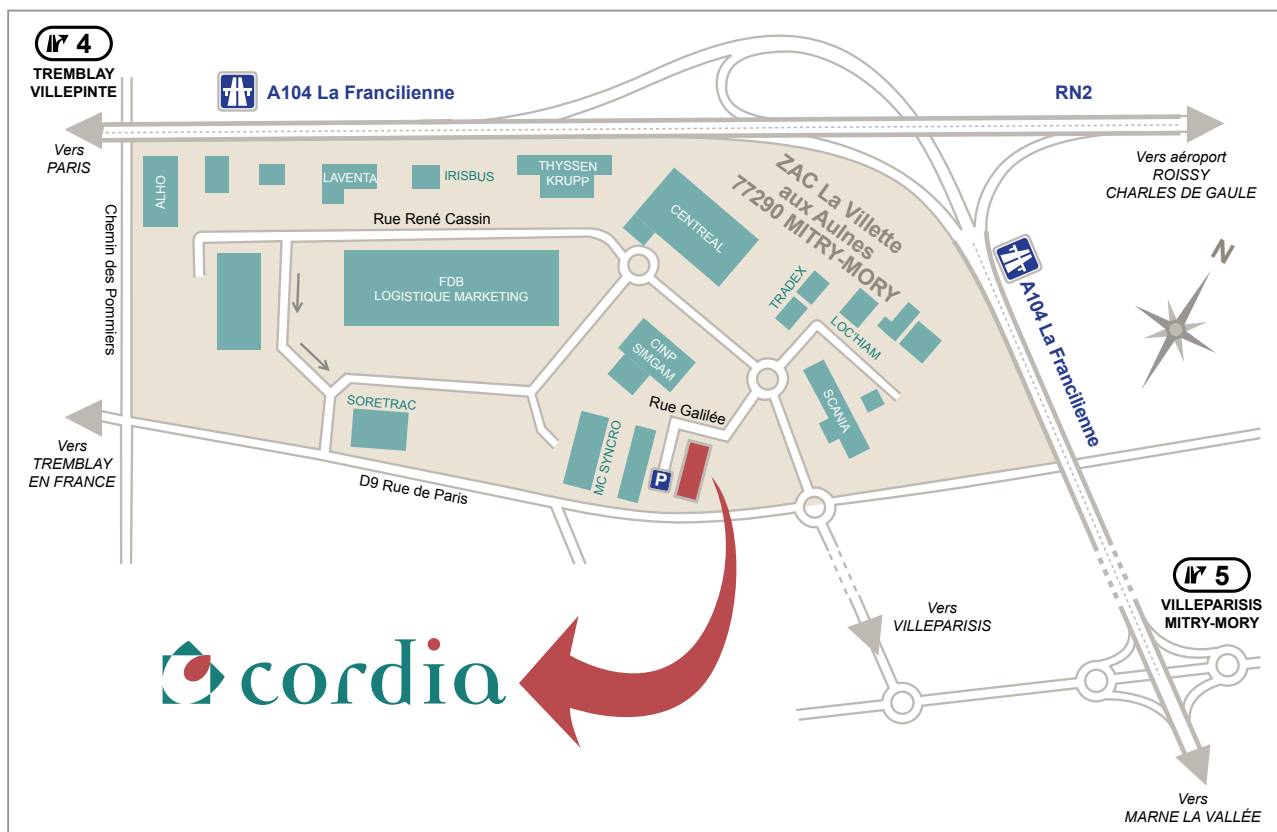 4
TREMBLAY
VILLEPINTE
A104 La Francilienne
RN2
Vers
PARIS
Vers aéroport
ROISSY
CHARLES DE GAULE
ALHO
LAVENTA
IRISBUS
THYSSEN
KRUPP
CENTREAL
ZAC La Villette
aux Aulnes
77290 MITRY-MORY
Chemin des Pommiers
Rue René Cassin
N
A104 La Francilienne
FDB
LOGISTIQUE MARKETING
TRADEX
LOC'HIAM
CINP
SIMGAM
SCANIA
SORETRAC
Rue Galilée
MC SYNCRO
P
Vers
TREMBLAY
EN FRANCE
D9 Rue de Paris
5
VILLEPARISIS
MITRY-MORY
Vers
VILLEPARISIS
cordia
Vers
MARNE LA VALLÉE